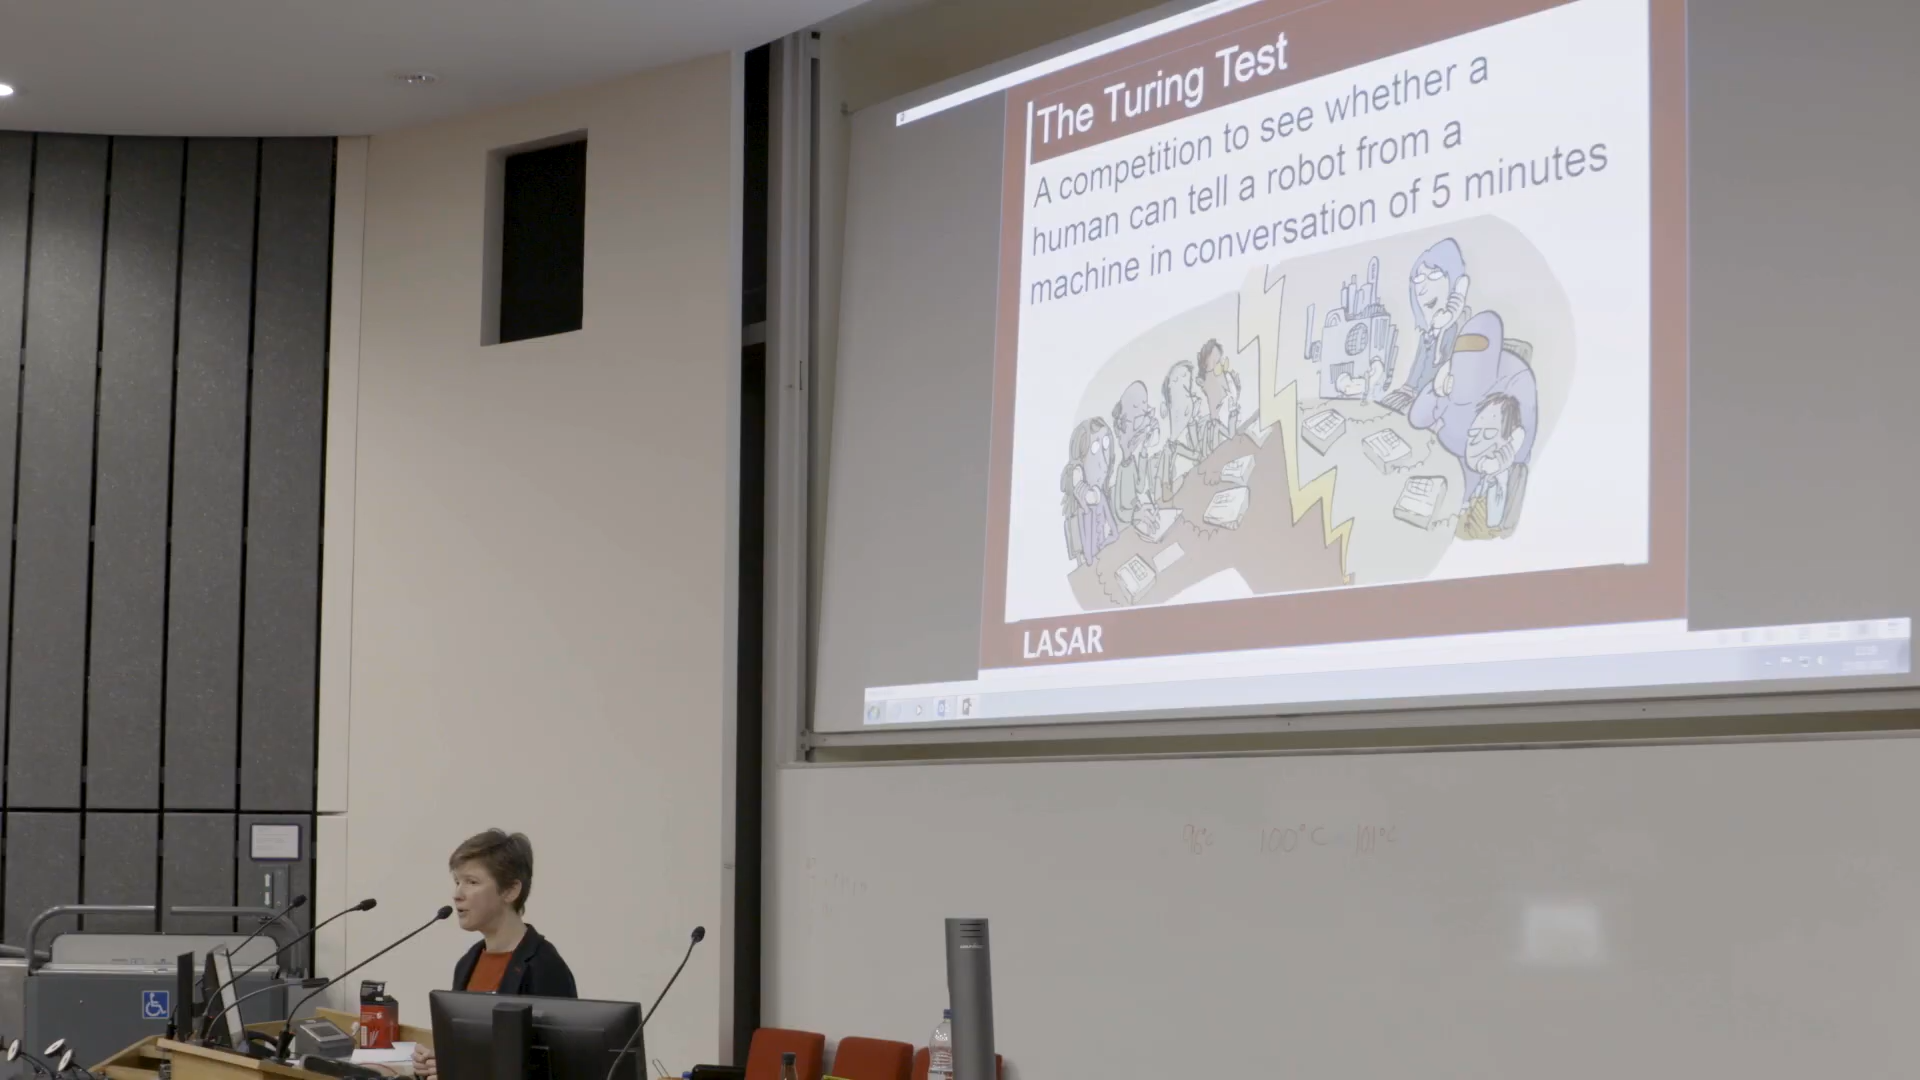 The Turing Test
A competition to see whether a
human can tell a robot from a
machine in conversation of 5 minutes
LASAR
96°C 100°C 101°C